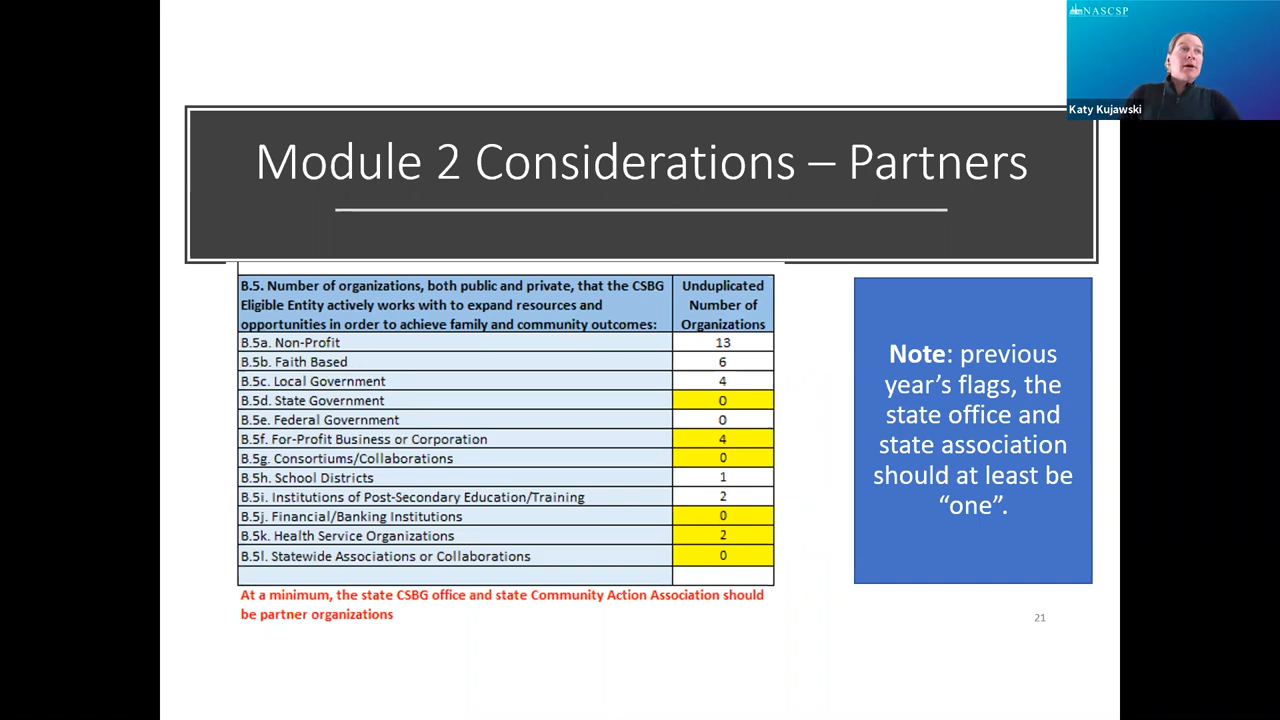 NASCSP
Katy Kujawski
Module 2 Considerations – Partners
B.5. Number of organizations, both public and private, that the CSBG
Eligible Entity actively works with to expand resources and
opportunities in order to achieve family and community outcomes:
Unduplicated
Number of
Organizations
B.5a. Non-Profit 13
B.5b. Faith Based 6
B.5c. Local Government 4
B.5d. State Government 0
B.5e. Federal Government 0
B.5f. For-Profit Business or Corporation 4
B.5g. Consortiums/Collaborations 0
B.5h. School Districts 1
B.5i. Institutions of Post-Secondary Education/Training 2
B.5j. Financial/Banking Institutions 0
B.5k. Health Service Organizations 2
B.5l. Statewide Associations or Collaborations 0
At a minimum, the state CSBG office and state Community Action Association should
be partner organizations
Note: previous
year’s flags, the
state office and
state association
should at least be
“one”.
21